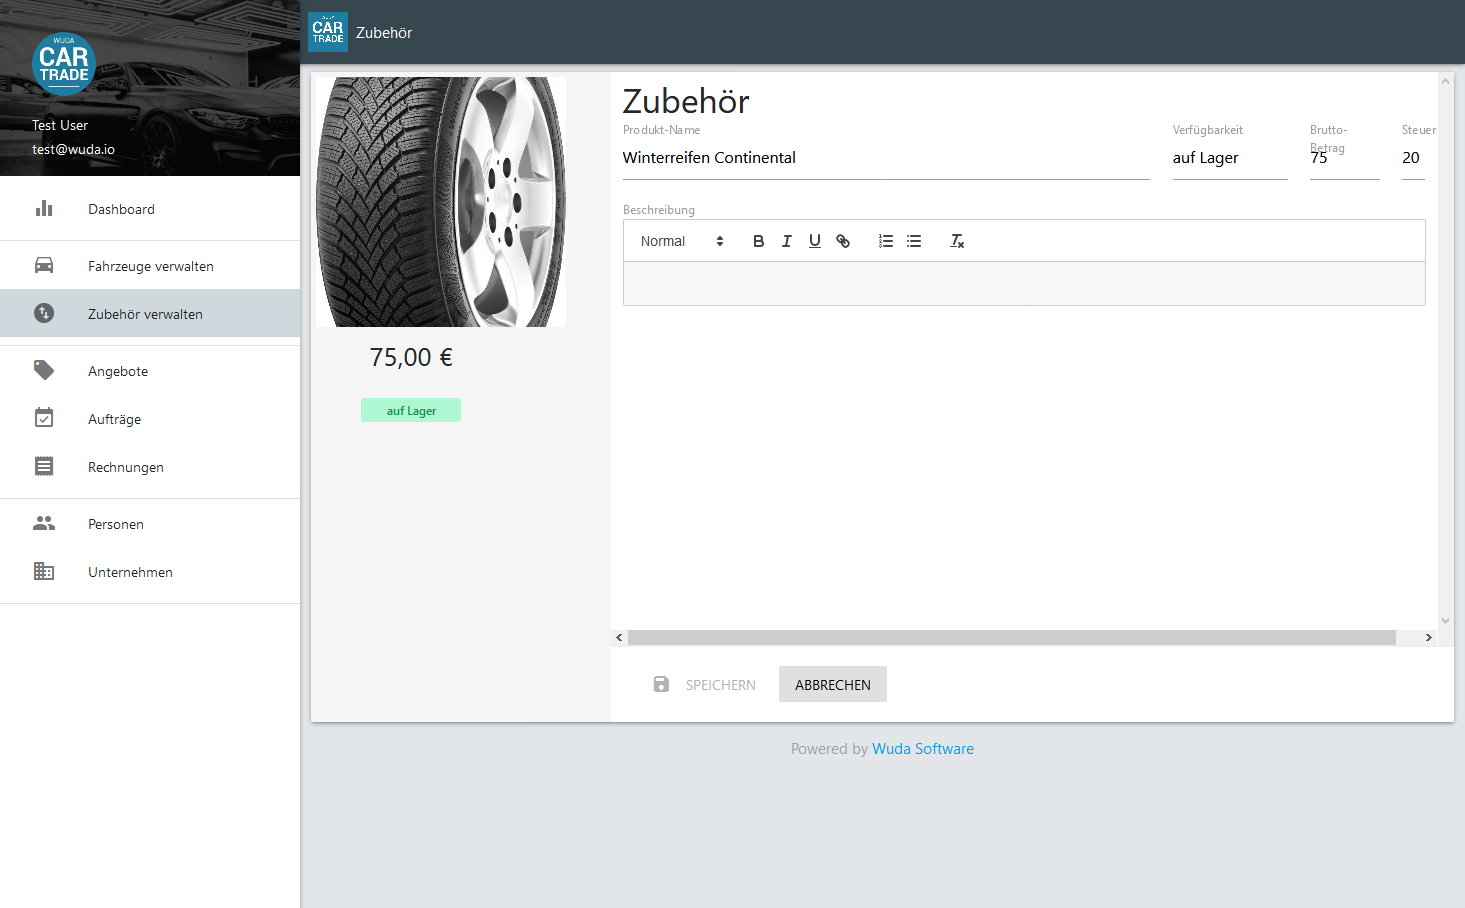 WUDA
CAR
TRADE
Test User
test@wuda.io
Dashboard
Fahrzeuge verwalten
Zubehör verwalten
Angebote
Aufträge
Rechnungen
Personen
Unternehmen
CAR
TRADE
Zubehör
75,00 €
auf Lager
Zubehör
Produkt-Name
Winterreifen Continental
Verfügbarkeit
auf Lager
Brutto-
Betrag
75
Steuer
20
Beschreibung
Normal
B I U
SPEICHERN
ABBRECHEN
Powered by Wuda Software